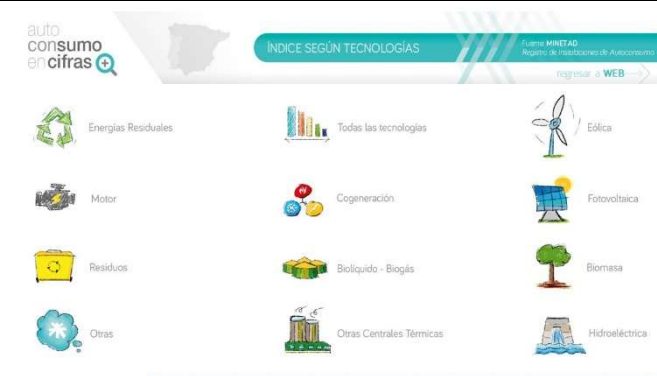 auto
consumo
en cifras
ÍNDICE SEGÚN TECNOLOGÍAS
Fuente MINETAD
Registro de Instalaciones de Autoconsumo
regresar a WEB
Energías Residuales
Todas las tecnologías
Eólica
Motor
Cogeneración
Fotovoltaica
Residuos
Biolíquido - Biogás
Biomasa
Otras
Otras Centrales Térmicas
Hidroeléctrica